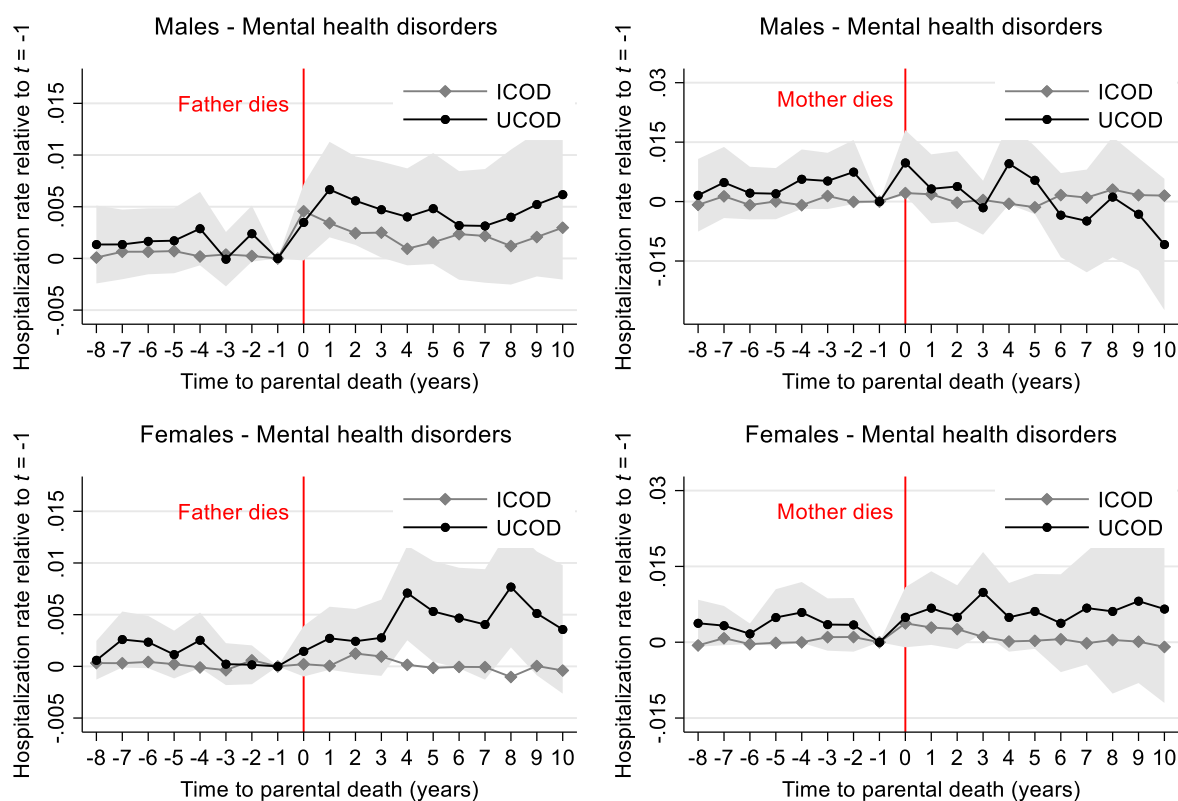 Males - Mental health disorders
Hospitalization rate relative to t = -1
.015
.01
.005
0
-.005
Father dies
ICOD
UCOD
-8 -7 -6 -5 -4 -3 -2 -1 0 1 2 3 4 5 6 7 8 9 10
Time to parental death (years)
Males - Mental health disorders
Hospitalization rate relative to t = -1
.03
.015
0
-.015
Mother dies
ICOD
UCOD
-8 -7 -6 -5 -4 -3 -2 -1 0 1 2 3 4 5 6 7 8 9 10
Time to parental death (years)
Females - Mental health disorders
Hospitalization rate relative to t = -1
.015
.01
.005
0
-.005
Father dies
ICOD
UCOD
-8 -7 -6 -5 -4 -3 -2 -1 0 1 2 3 4 5 6 7 8 9 10
Time to parental death (years)
Females - Mental health disorders
Hospitalization rate relative to t = -1
.03
.015
0
-.015
Mother dies
ICOD
UCOD
-8 -7 -6 -5 -4 -3 -2 -1 0 1 2 3 4 5 6 7 8 9 10
Time to parental death (years)